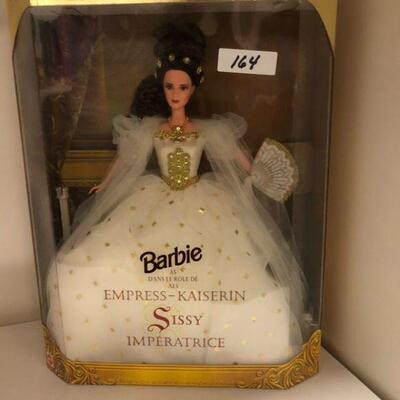 164
Barbie
AS
DANS LE RÔLE DE
ALS
EMPRESS-KAISERIN
SISSY
IMPÉRATRICE